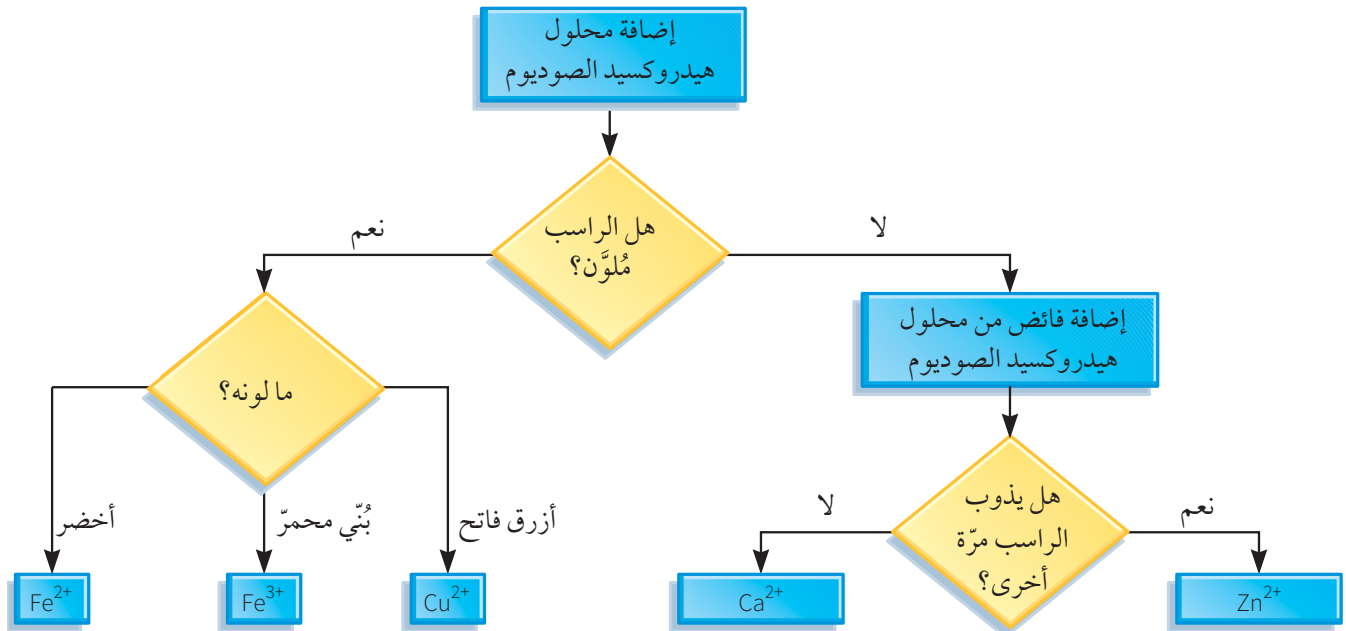 إضافة محلول
هيدروكسيد الصوديوم
هل الراسب
مُلوَّن؟
نعم
لا
ما لونه؟
إضافة فائض من محلول
هيدروكسيد الصوديوم
أخضر
بُنّي محمرّ
أزرق فاتح
هل يذوب
الراسب مرّة
أخرى؟
لا
نعم
Fe²⁺
Fe³⁺
Cu²⁺
Ca²⁺
Zn²⁺